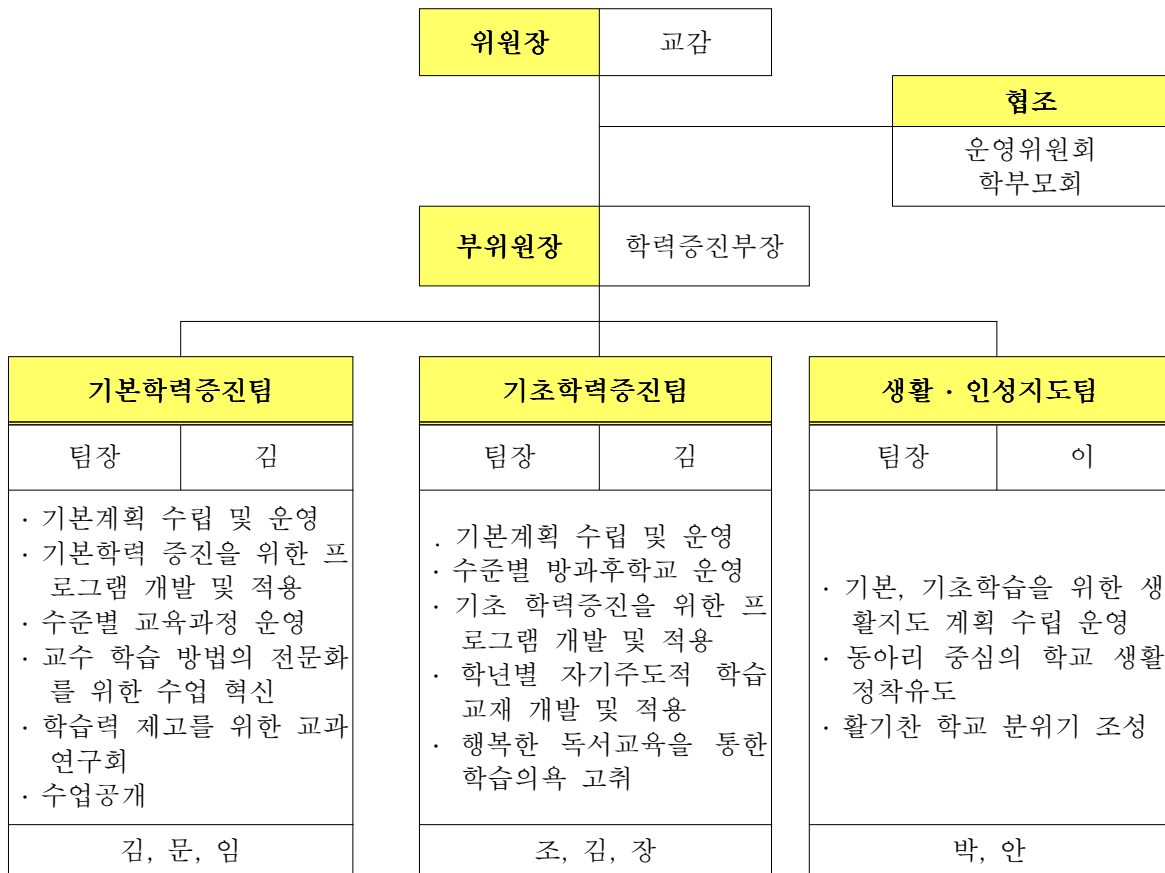 위원장 교감
협조
운영위원회
학부모회
부위원장 학력증진부장
기본학력증진팀
팀장 김
· 기본계획 수립 및 운영
· 기본학력 증진을 위한 프
로그램 개발 및 적용
· 수준별 교육과정 운영
· 교수 학습 방법의 전문화
를 위한 수업 혁신
· 학습력 제고를 위한 교과
연구회
· 수업공개
김, 문, 임
기초학력증진팀
팀장 김
. 기본계획 수립 및 운영
· 수준별 방과후학교 운영
· 기초 학력증진을 위한 프
로그램 개발 및 적용
· 학년별 자기주도적 학습
교재 개발 및 적용
· 행복한 독서교육을 통한
학습의욕 고취
조, 김, 장
생활 · 인성지도팀
팀장 이
· 기본, 기초학습을 위한 생
활지도 계획 수립 운영
· 동아리 중심의 학교 생활
정착유도
· 활기찬 학교 분위기 조성
박, 안